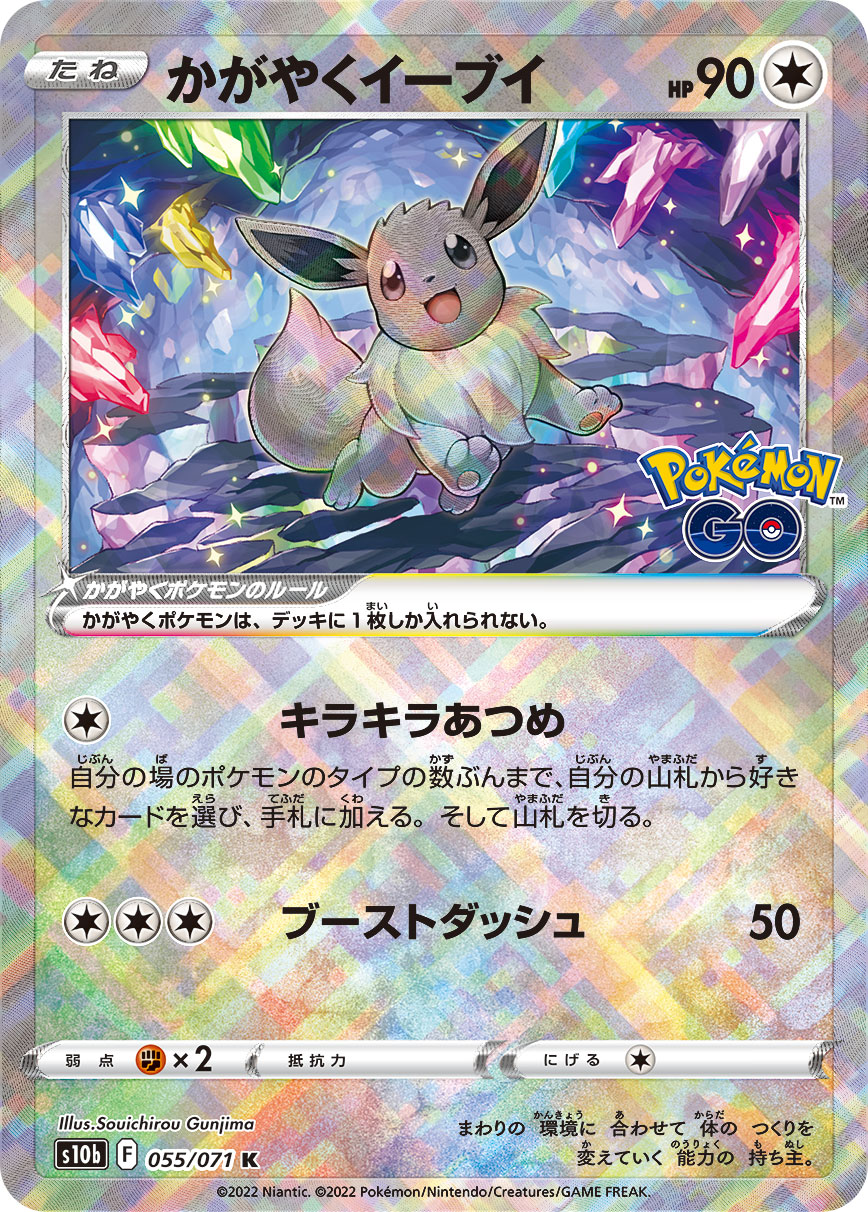 たね かがやくイーブイ HP90
Pokémon
GO™
かがやくポケモンのルール
かがやくポケモンは、デッキに1枚しか入れられない。
キラキラあつめ
自分の場のポケモンのタイプの数ぶんまで、自分の山札から好き
なカードを選び、手札に加える。そして山札を切る。
ブーストダッシュ 50
弱点 ×2 抵抗力 にげる
Illus.Souichirou Gunjima
まわりの 環境に 合わせて 体の つくりを
変えていく 能力の 持ち主。
s10b F 055/071 K
©2022 Niantic. ©2022 Pokémon/Nintendo/Creatures/GAME FREAK.